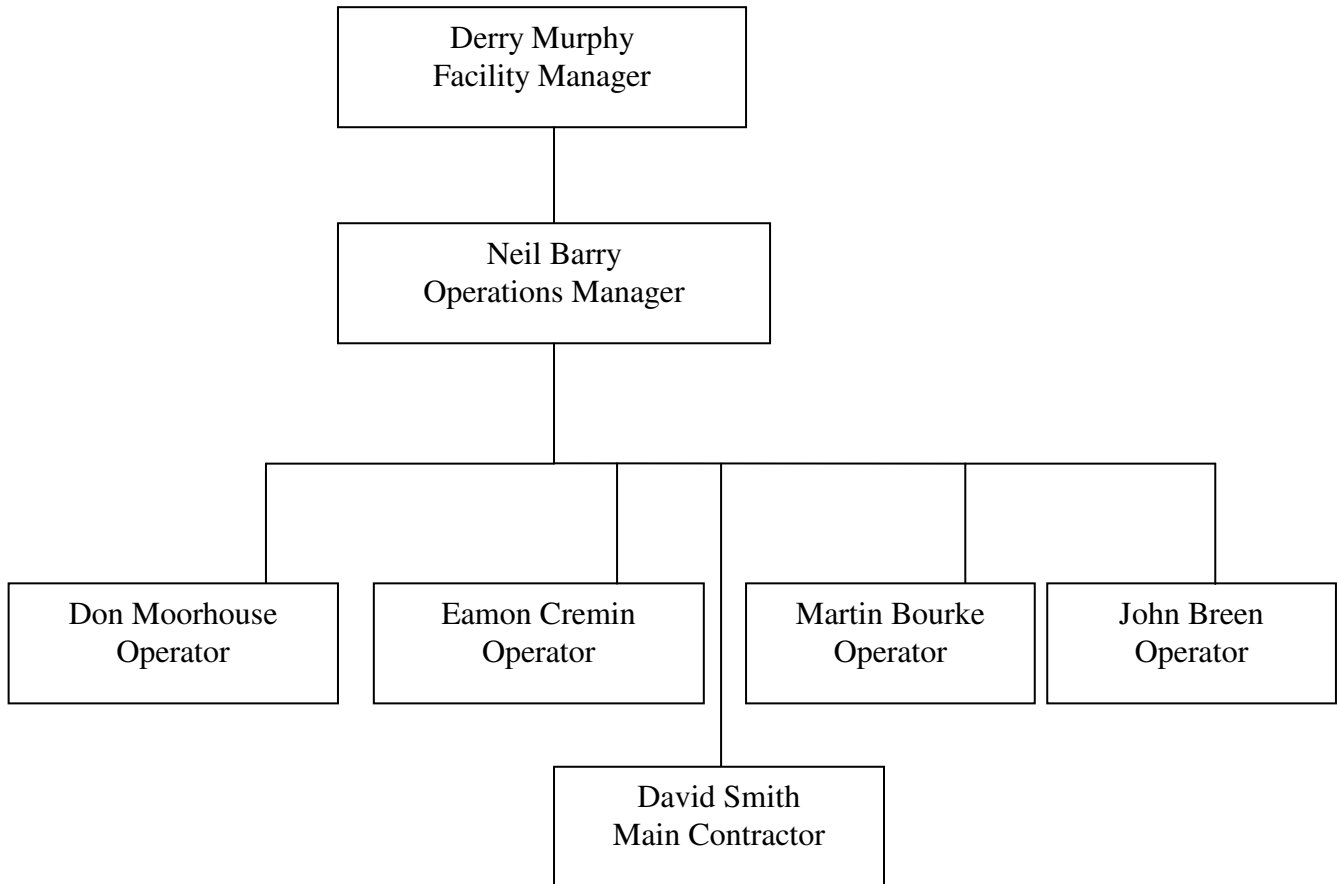 Derry Murphy
Facility Manager
Neil Barry
Operations Manager
Don Moorhouse
Operator
Eamon Cremin
Operator
Martin Bourke
Operator
John Breen
Operator
David Smith
Main Contractor